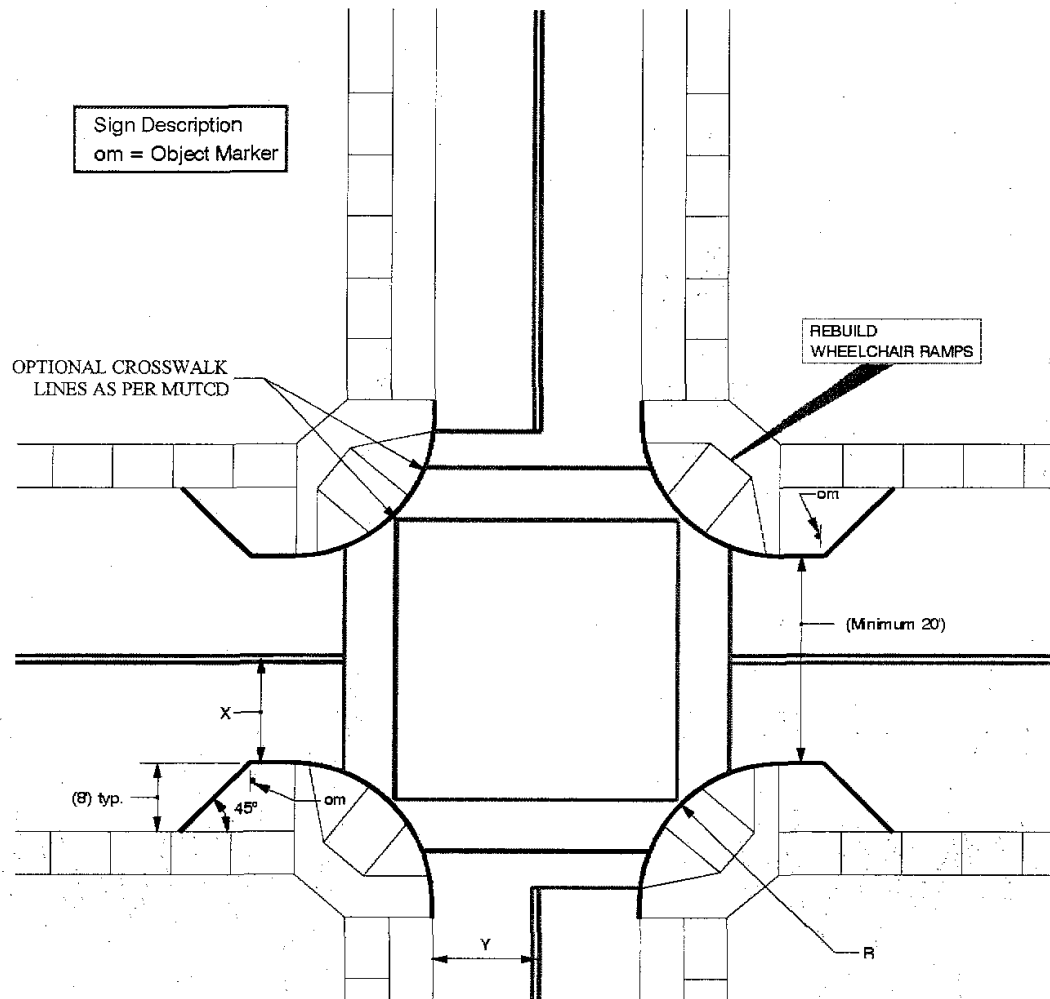 Sign Description
om = Object Marker
OPTIONAL CROSSWALK
LINES AS PER MUTCD
REBUILD
WHEELCHAIR RAMPS
om
(Minimum 20')
X
(8') typ.
45°
om
Y
R